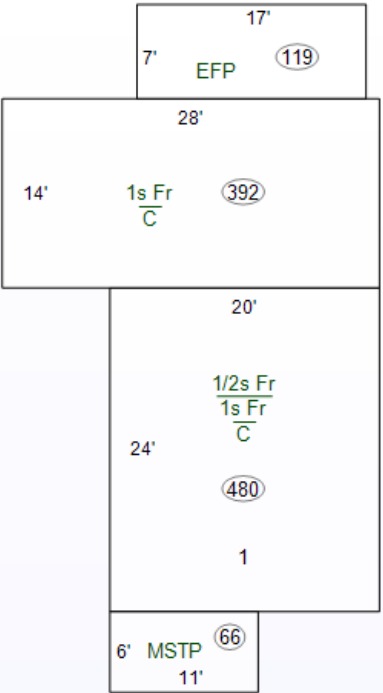 17'
7' EFP 119
28'
14' 1s Fr 392
C
20'
1/2s Fr
1s Fr
C
24'
480
1
6' MSTP 66
11'